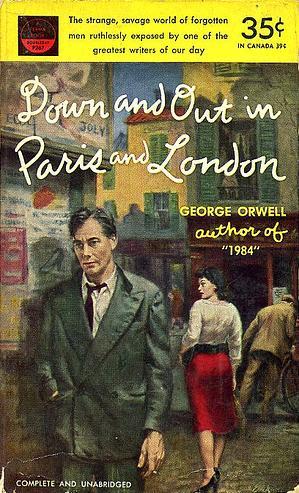 The strange, savage world of forgotten
men ruthlessly exposed by one of the
greatest writers of our day
35¢
IN CANADA 39¢
Down and Out in
Paris and London
GEORGE ORWELL
author of
"1984"
JOLY
COMPLETE AND UNABRIDGED